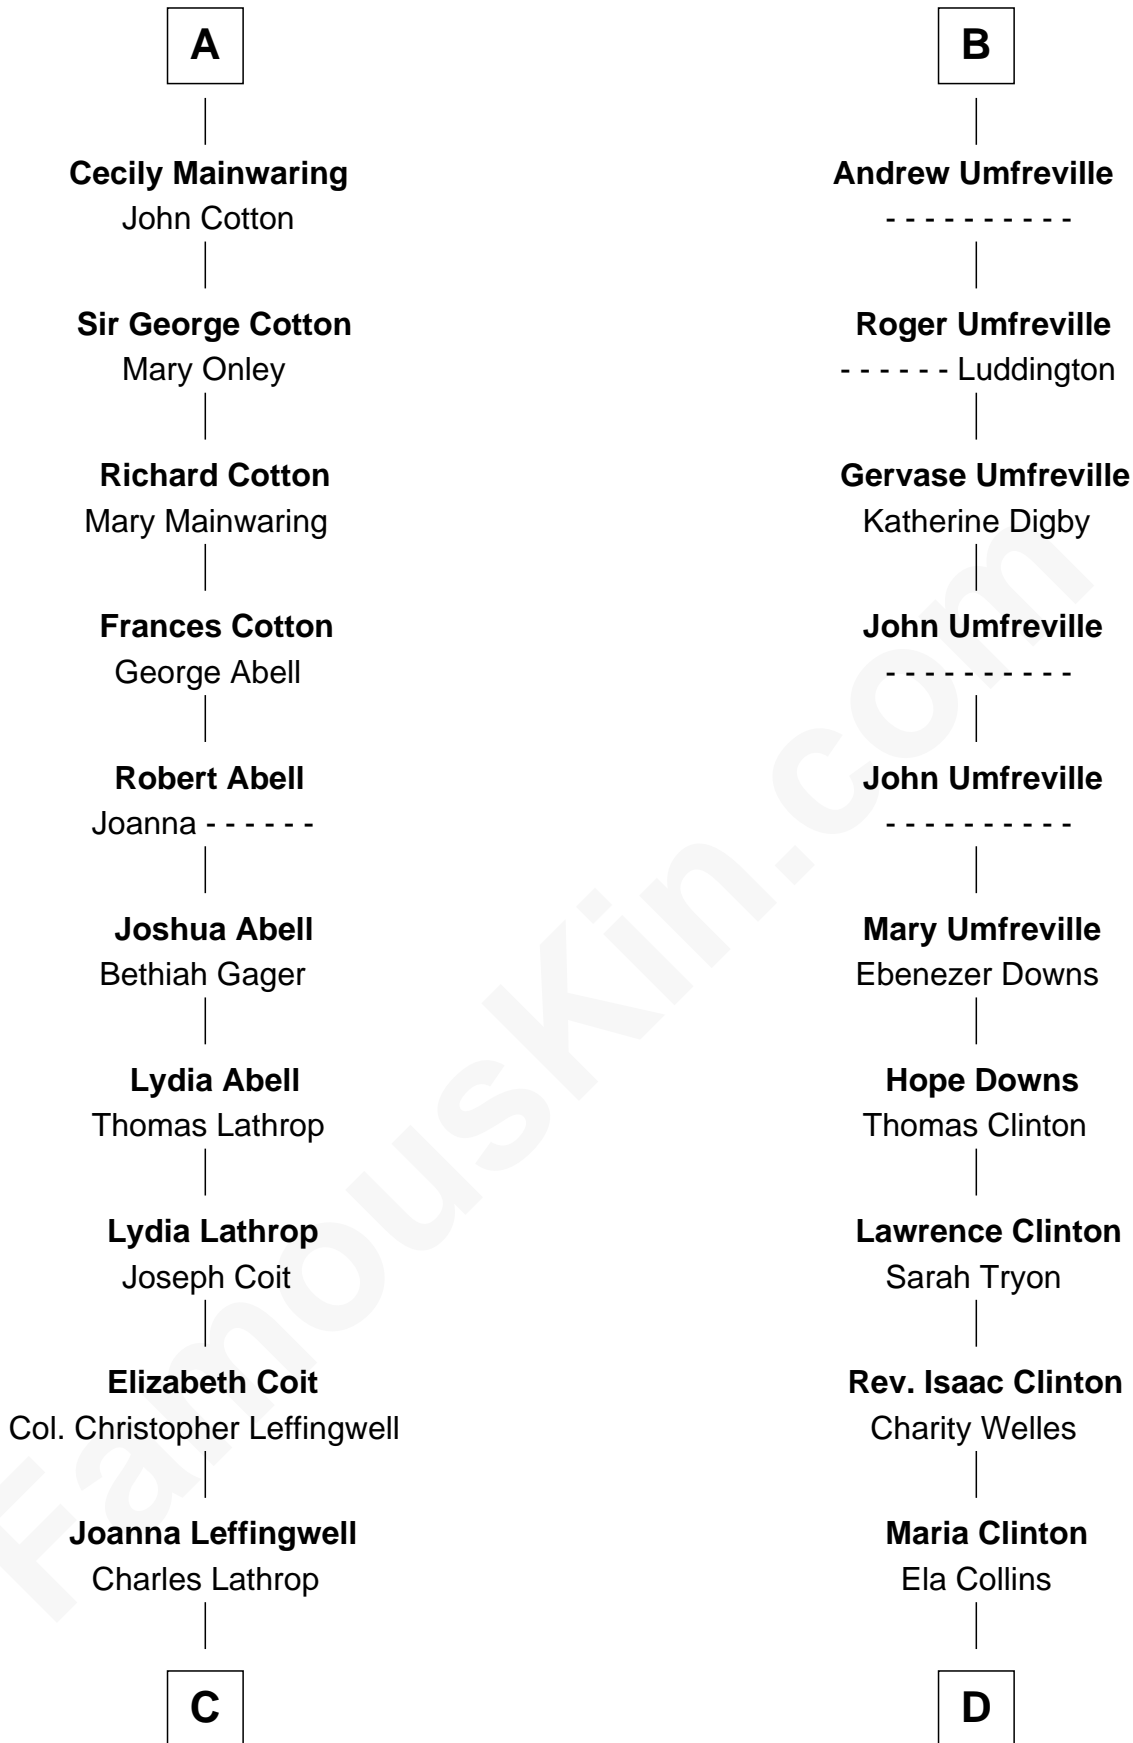 A
Cecily Mainwaring
John Cotton
Sir George Cotton
Mary Onley
Richard Cotton
Mary Mainwaring
Frances Cotton
George Abell
Robert Abell
Joanna - - - - - -
Joshua Abell
Bethiah Gager
Lydia Abell
Thomas Lathrop
Lydia Lathrop
Joseph Coit
Elizabeth Coit
Col. Christopher Leffingwell
Joanna Leffingwell
Charles Lathrop
C
B
Andrew Umfreville
- - - - - - - - - -
Roger Umfreville
- - - - - - Luddington
Gervase Umfreville
Katherine Digby
John Umfreville
- - - - - - - - - -
John Umfreville
- - - - - - - - - -
Mary Umfreville
Ebenezer Downs
Hope Downs
Thomas Clinton
Lawrence Clinton
Sarah Tryon
Rev. Isaac Clinton
Charity Welles
Maria Clinton
Ela Collins
D
FamousKin.com